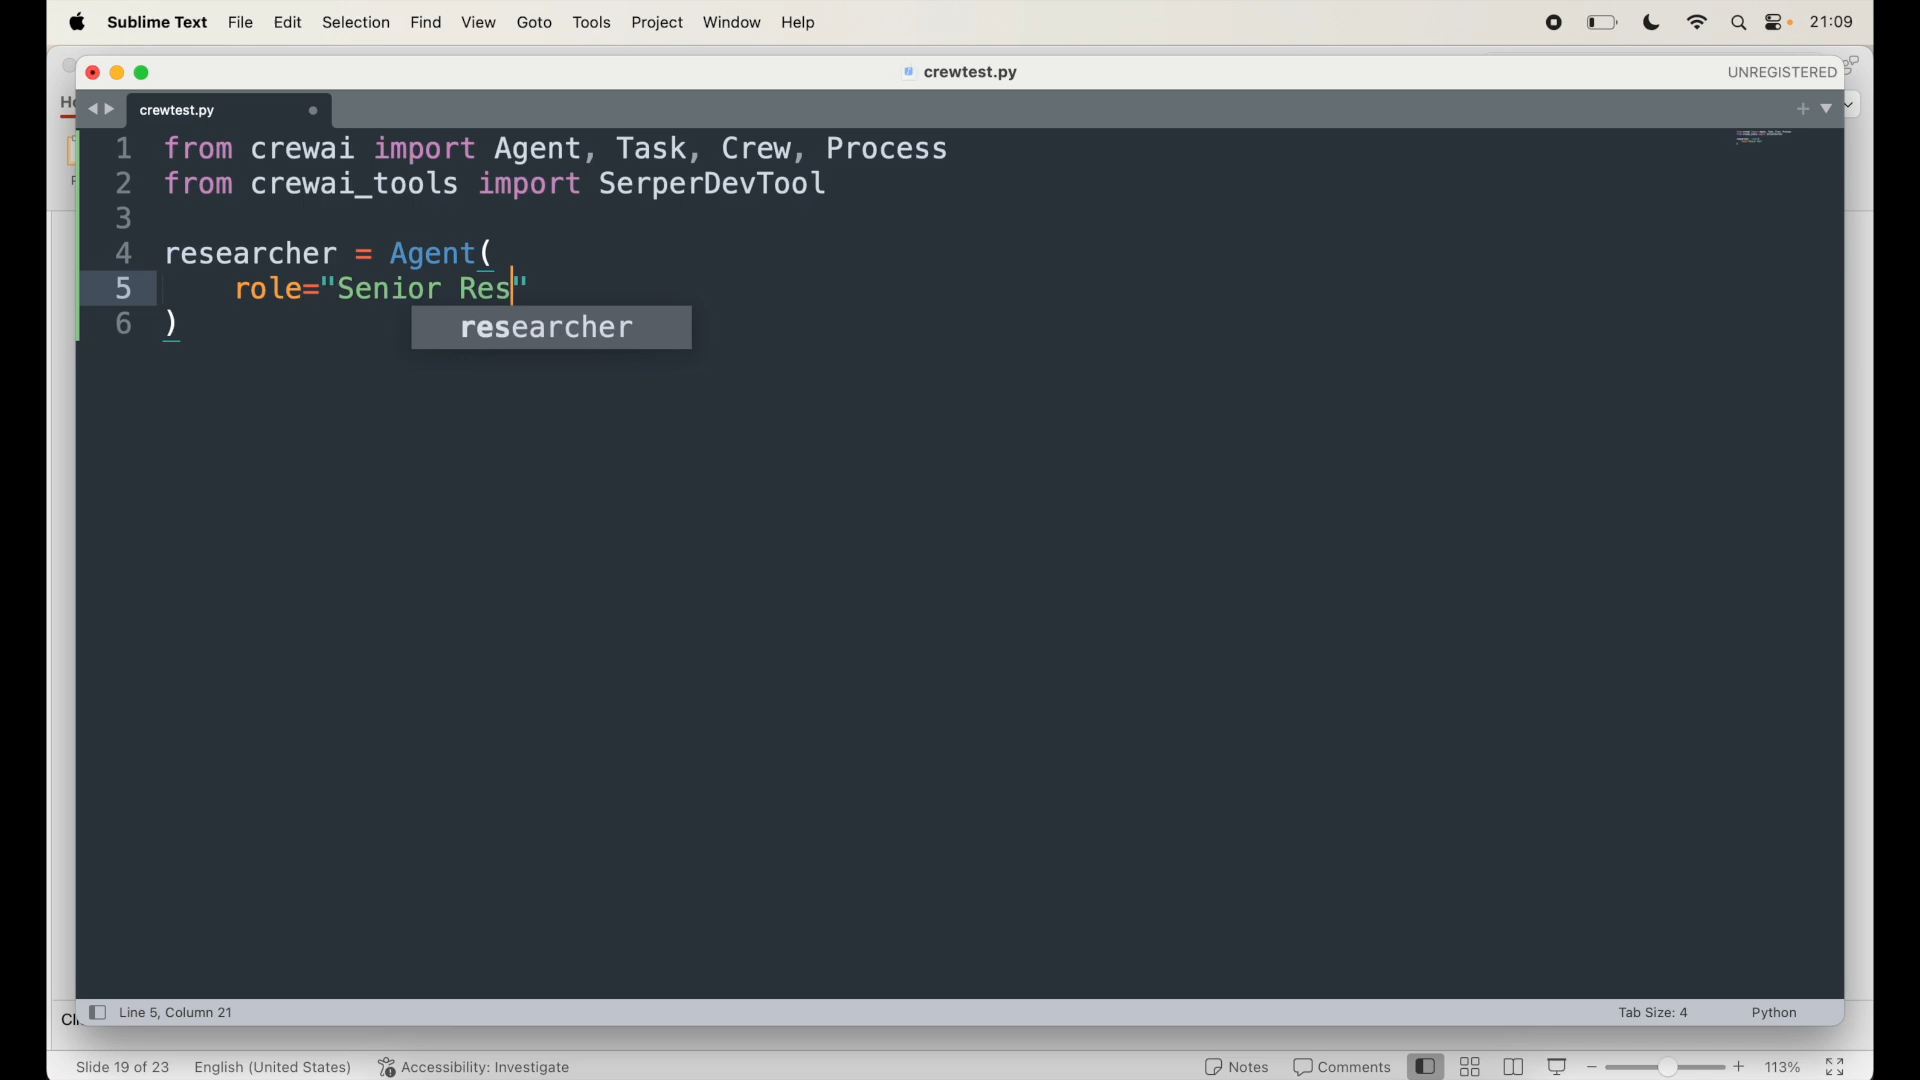 Sublime Text File Edit Selection Find View Goto Tools Project Window Help 21:09
crewtest.py UNREGISTERED
crewtest.py
1 from crewai import Agent, Task, Crew, Process
2 from crewai_tools import SerperDevTool
3
4 researcher = Agent(
5 role="Senior Res"
6 )
researcher
Line 5, Column 21 Tab Size: 4 Python
Slide 19 of 23 English (United States) Accessibility: Investigate Notes Comments 113%